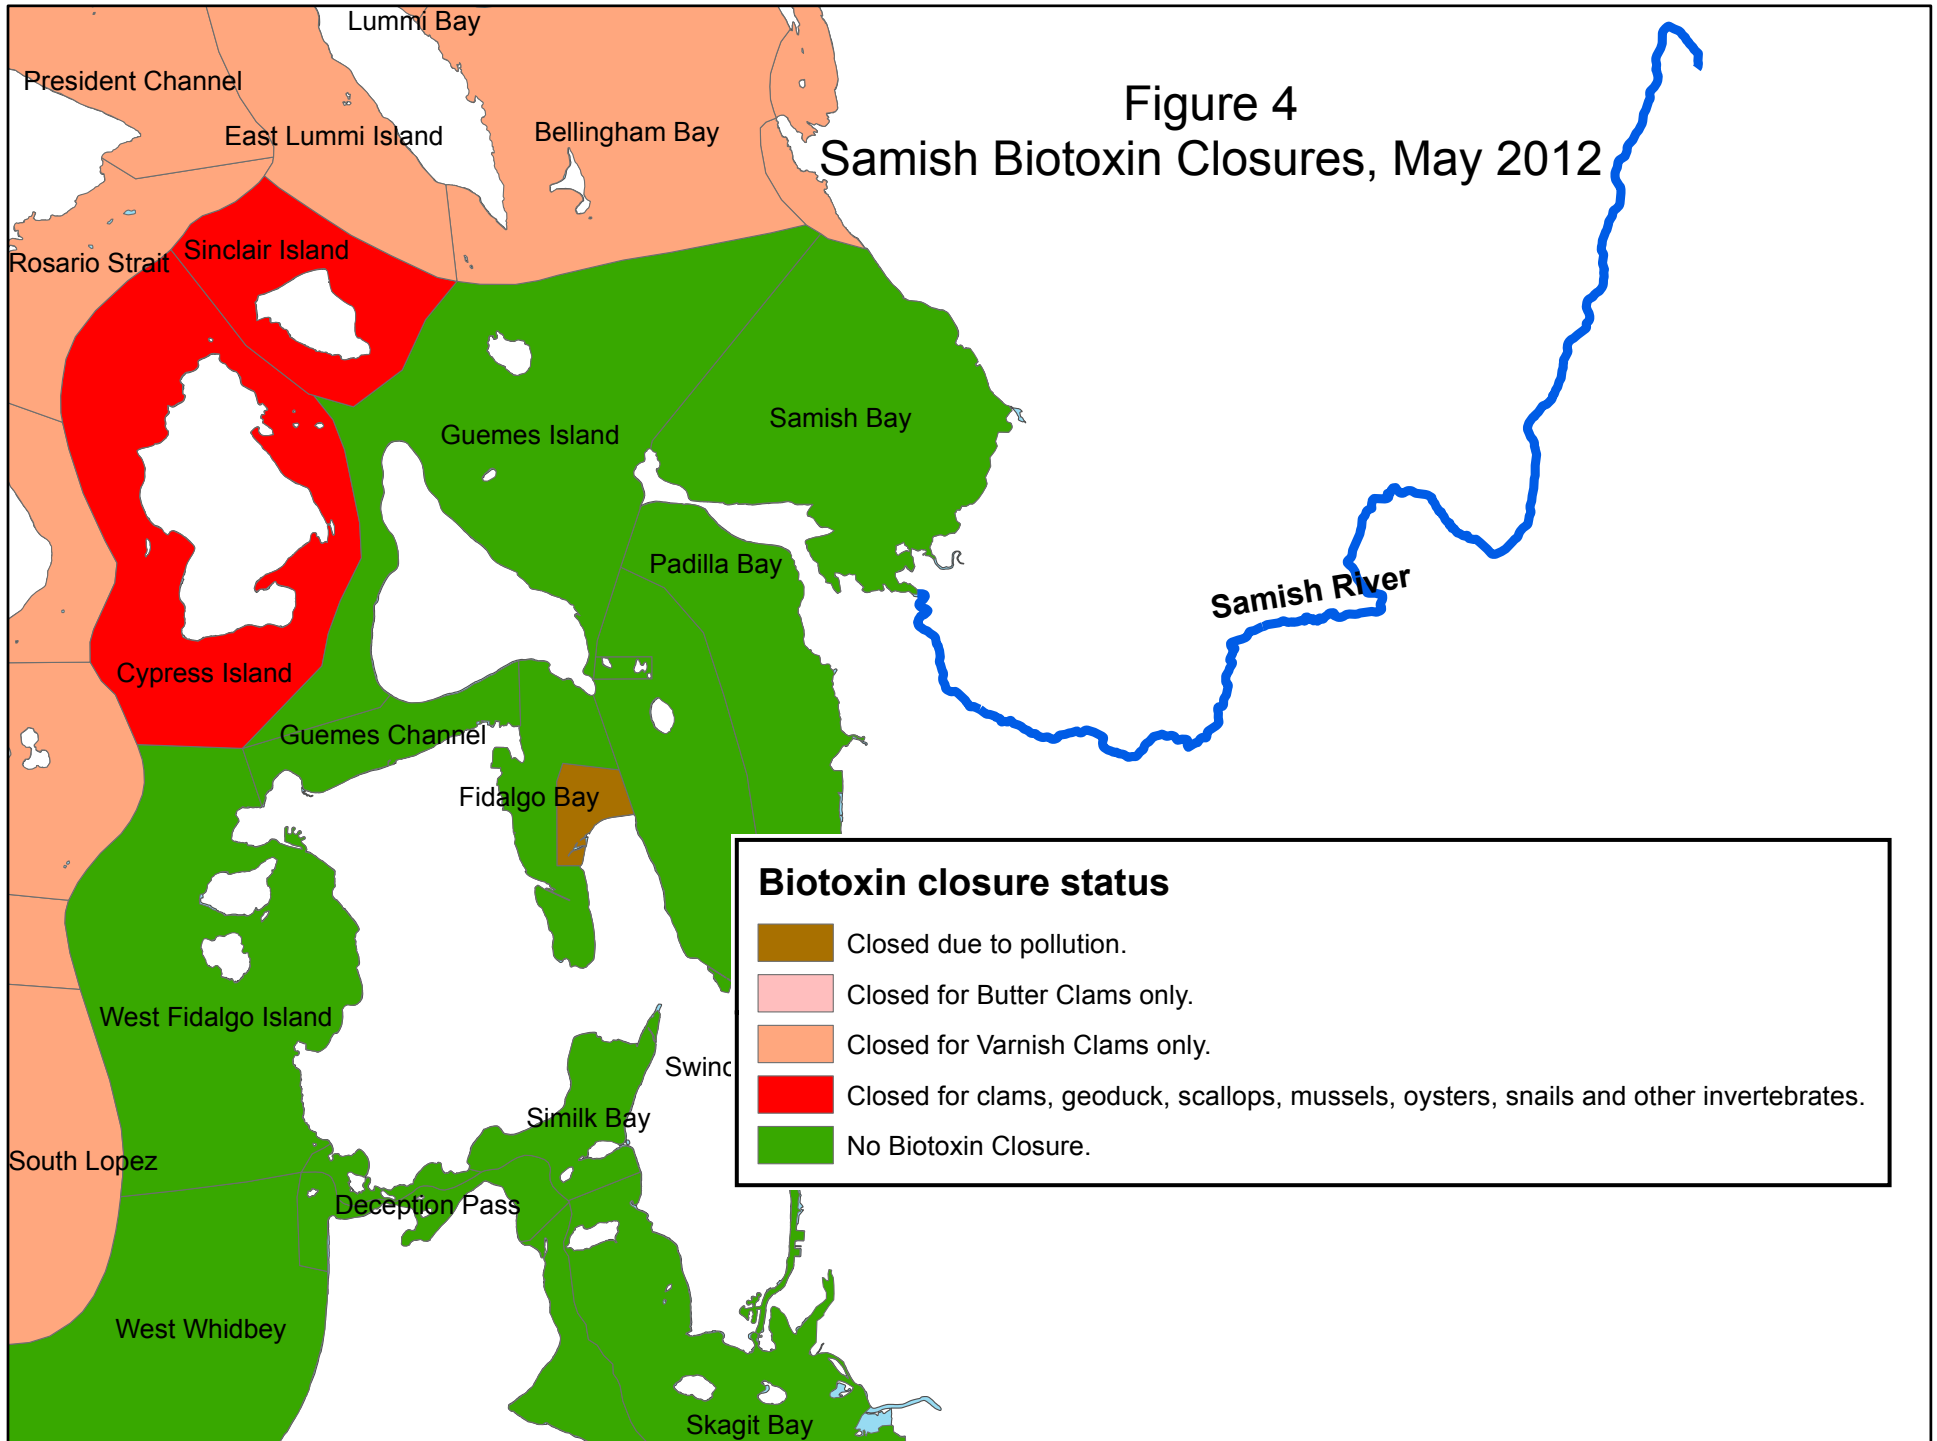 Lummi Bay
President Channel
East Lummi Island
Bellingham Bay
Figure 4
Samish Biotoxin Closures, May 2012
Rosario Strait
Sinclair Island
Guemes Island
Samish Bay
Padilla Bay
Samish River
Cypress Island
Guemes Channel
Fidalgo Bay
West Fidalgo Island
Similk Bay
South Lopez
Deception Pass
West Whidbey
Skagit Bay
Biotoxin closure status
Closed due to pollution.
Closed for Butter Clams only.
Closed for Varnish Clams only.
Closed for clams, geoduck, scallops, mussels, oysters, snails and other invertebrates.
No Biotoxin Closure.